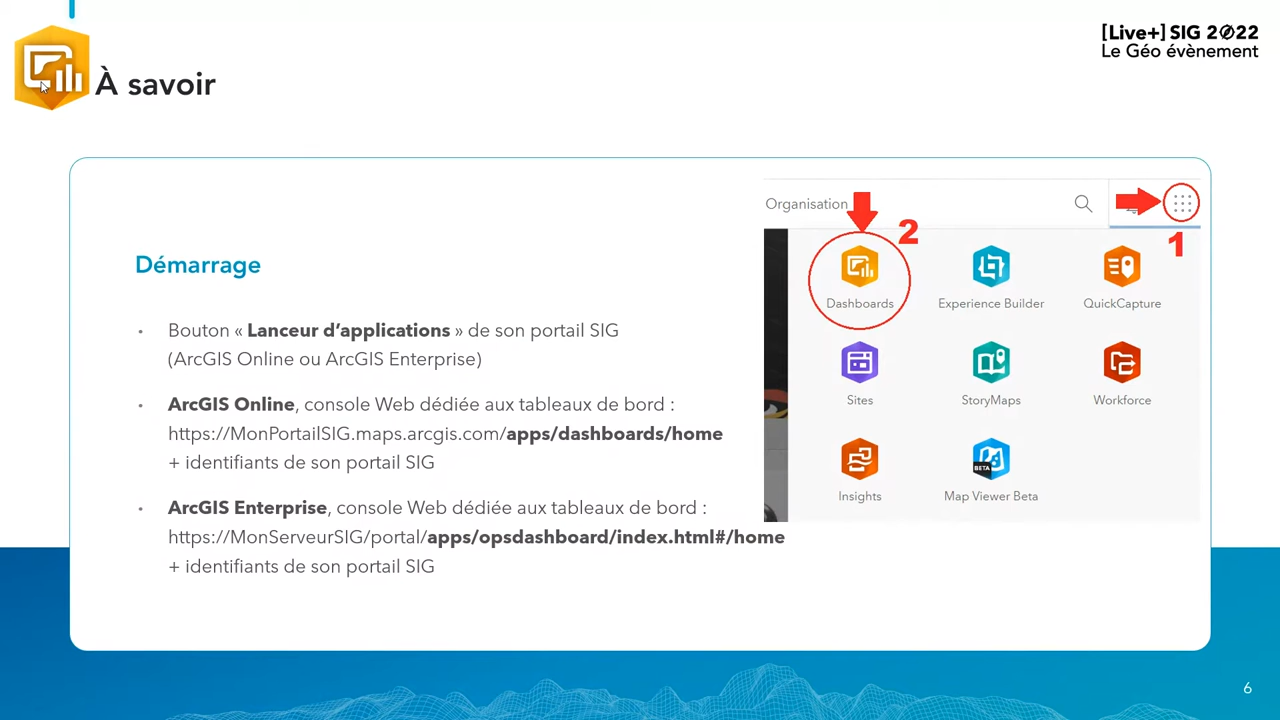 [Live+] SIG 2022
Le Géo évènement
À savoir
Démarrage
• Bouton « Lanceur d’applications » de son portail SIG
(ArcGIS Online ou ArcGIS Enterprise)
• ArcGIS Online, console Web dédiée aux tableaux de bord :
https://MonPortailSIG.maps.arcgis.com/apps/dashboards/home
+ identifiants de son portail SIG
• ArcGIS Enterprise, console Web dédiée aux tableaux de bord :
https://MonServeurSIG/portal/apps/opsdashboard/index.html#/home
+ identifiants de son portail SIG
Organisation
1
2
Dashboards
Experience Builder
QuickCapture
Sites
StoryMaps
Workforce
Insights
BETA
Map Viewer Beta
6